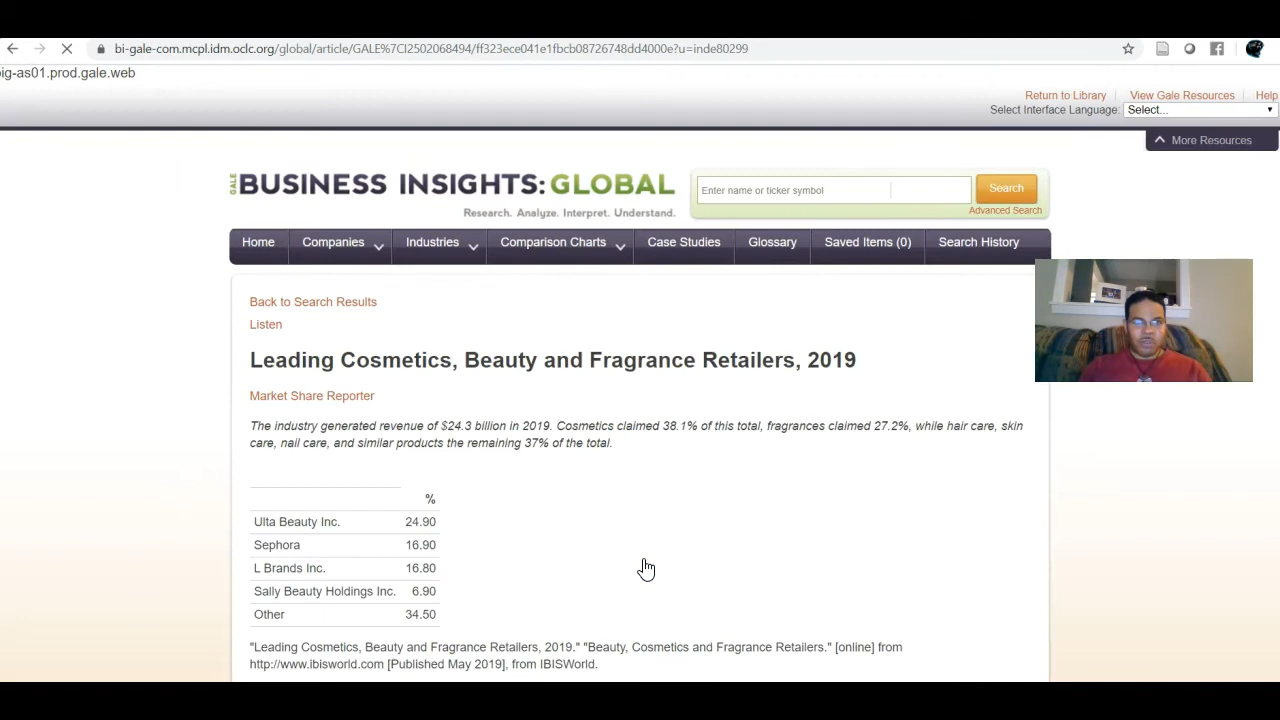 bi-gale-com.mcpl.idm.oclc.org/global/article/GALE%7CI2502068494/ff323ece041e1fbcb08726748dd4000e?u=inde80299
ig-as01.prod.gale.web
Return to Library View Gale Resources Help
Select Interface Language: Select...
More Resources
GALE BUSINESS INSIGHTS: GLOBAL
Enter name or ticker symbol Search
Research. Analyze. Interpret. Understand.
Advanced Search
Home Companies Industries Comparison Charts Case Studies Glossary Saved Items (0) Search History
Back to Search Results
Listen
Leading Cosmetics, Beauty and Fragrance Retailers, 2019
Market Share Reporter
The industry generated revenue of $24.3 billion in 2019. Cosmetics claimed 38.1% of this total, fragrances claimed 27.2%, while hair care, skin
care, nail care, and similar products the remaining 37% of the total.
%
Ulta Beauty Inc. 24.90
Sephora 16.90
L Brands Inc. 16.80
Sally Beauty Holdings Inc. 6.90
Other 34.50
"Leading Cosmetics, Beauty and Fragrance Retailers, 2019." "Beauty, Cosmetics and Fragrance Retailers." [online] from
http://www.ibisworld.com [Published May 2019], from IBISWorld.